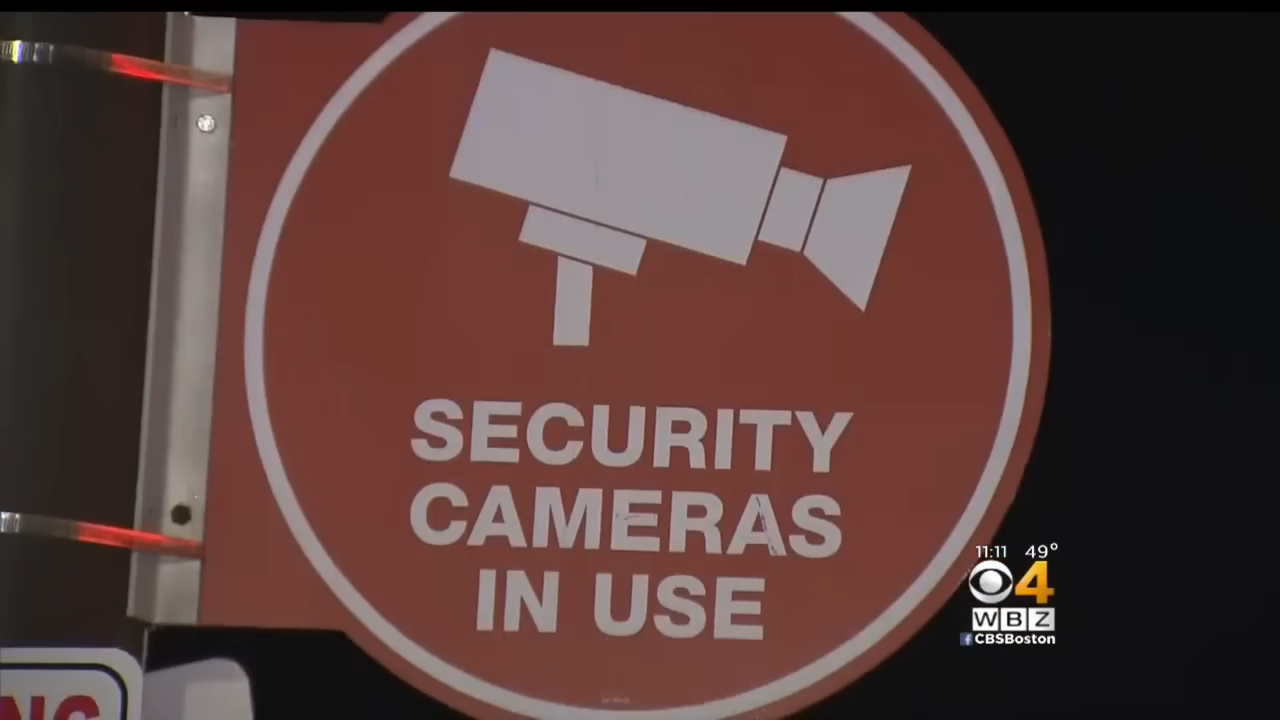 SECURITY
CAMERAS
IN USE
11:11 49°
4
WBZ
f CBSBoston